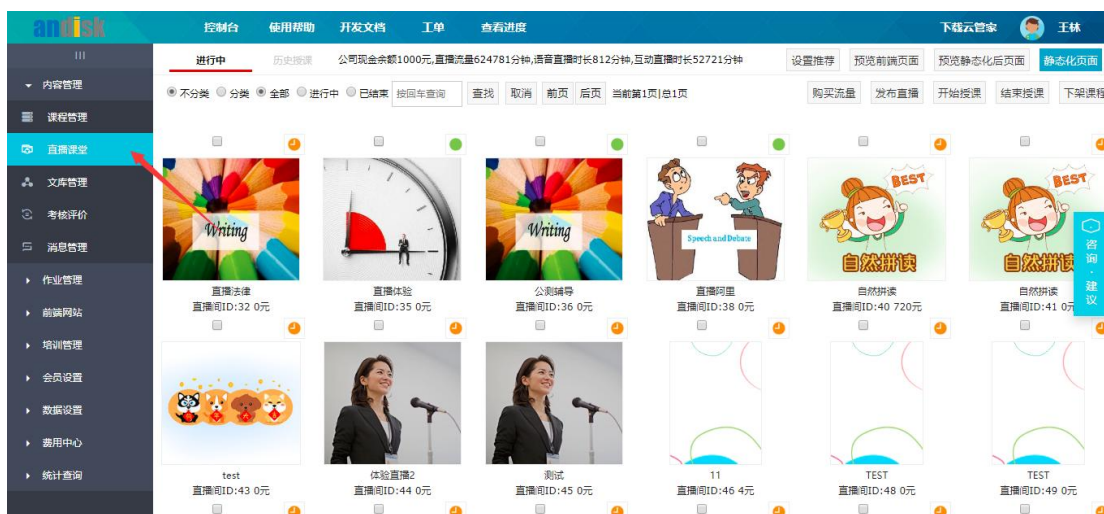 andisk 控制台 使用帮助 开发文档 工单 查看进度 下载云管家 王林
进行中 历史授课 公司现金余额1000元,直播流量624781分钟,语音直播时长812分钟,互动直播时长52721分钟 设置推荐 预览前端页面 预览静态化后页面 静态化页面
内容管理
不分类 分类 全部 进行中 已结束 按回车查询 查找 取消 前页 后页 当前第1页|总1页 购买流量 发布直播 开始授课 结束授课 下架课程
课程管理
直播课堂
文库管理
考核评价
消息管理
作业管理
前端网站
培训管理
会员设置
数据设置
费用中心
统计查询
Writing
Writing
Speech and Debate
BEST
自然拼读
BEST
自然拼读
咨询·建议
直播法律 直播体验 公测辅导 直播阿里 自然拼读 自然拼读
直播间ID:32 0元 直播间ID:35 0元 直播间ID:36 0元 直播间ID:38 0元 直播间ID:40 720元 直播间ID:41 0元
test 体验直播2 测试 11 TEST TEST
直播间ID:43 0元 直播间ID:44 0元 直播间ID:45 0元 直播间ID:46 4元 直播间ID:48 0元 直播间ID:49 0元